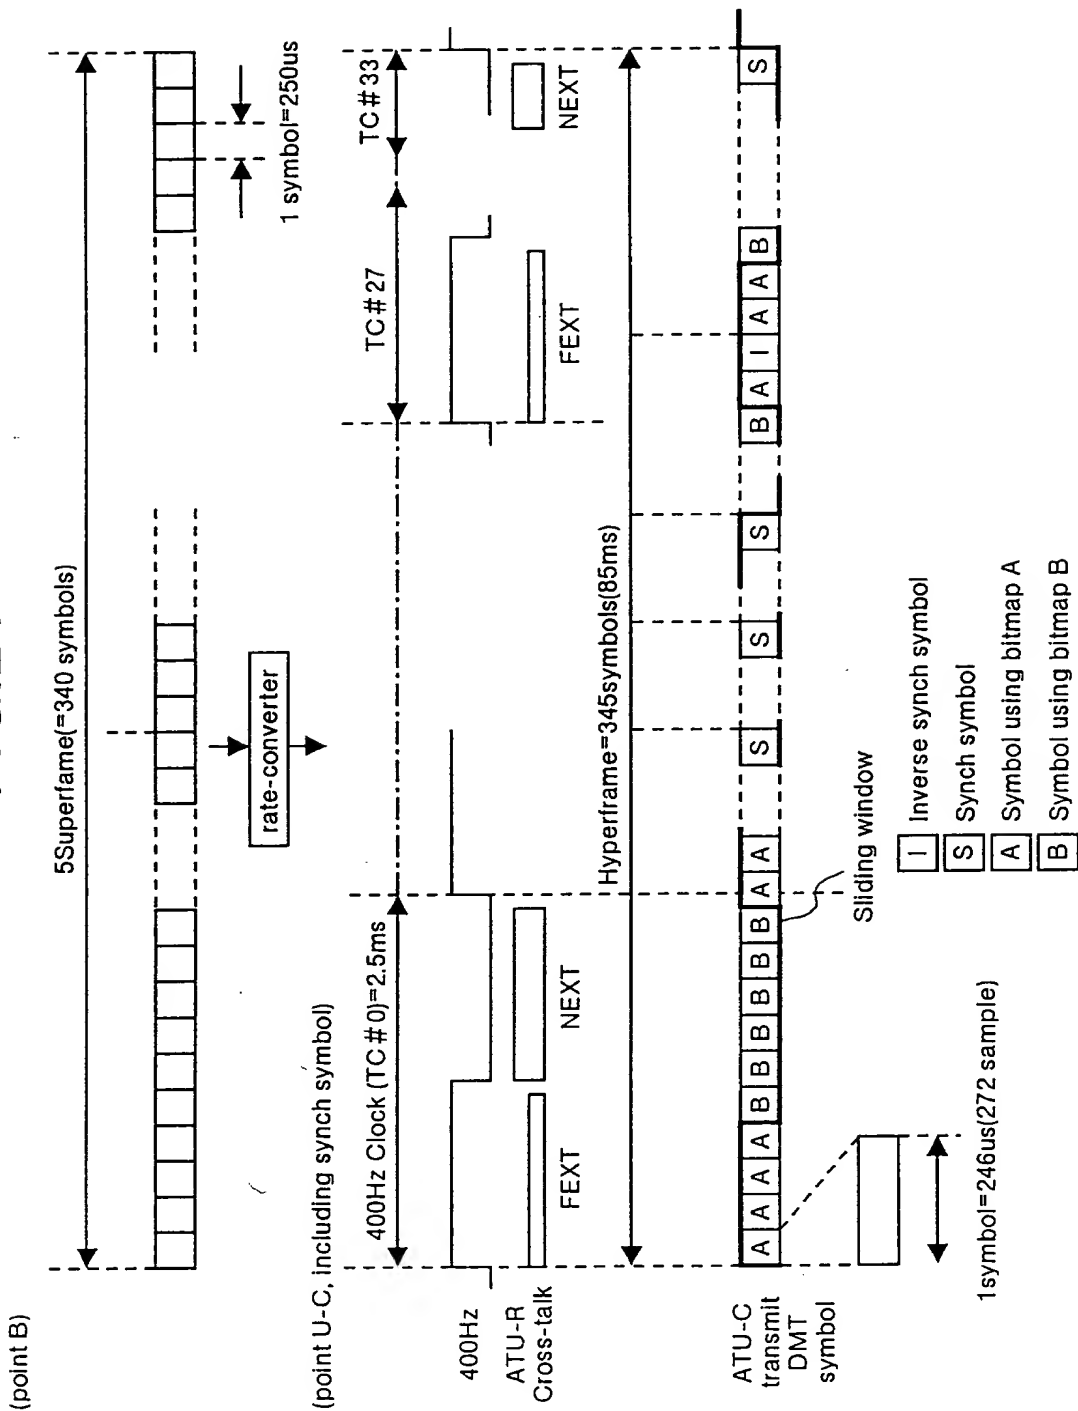 (point B)
5Superfame(=340 symbols)
1 symbol=250us
rate-converter
(point U-C, including synch symbol)
400Hz Clock (TC#0)=2.5ms
TC#27
TC#33
400Hz
ATU-R
Cross-talk
FEXT
NEXT
FEXT
NEXT
Hyperframe=345symbols(85ms)
ATU-C
transmit
DMT
symbol
A A A A B B B B B B A A S S S B A I A A B S
Sliding window
1symbol=246us(272 sample)
I Inverse synch symbol
S Synch symbol
A Symbol using bitmap A
B Symbol using bitmap B